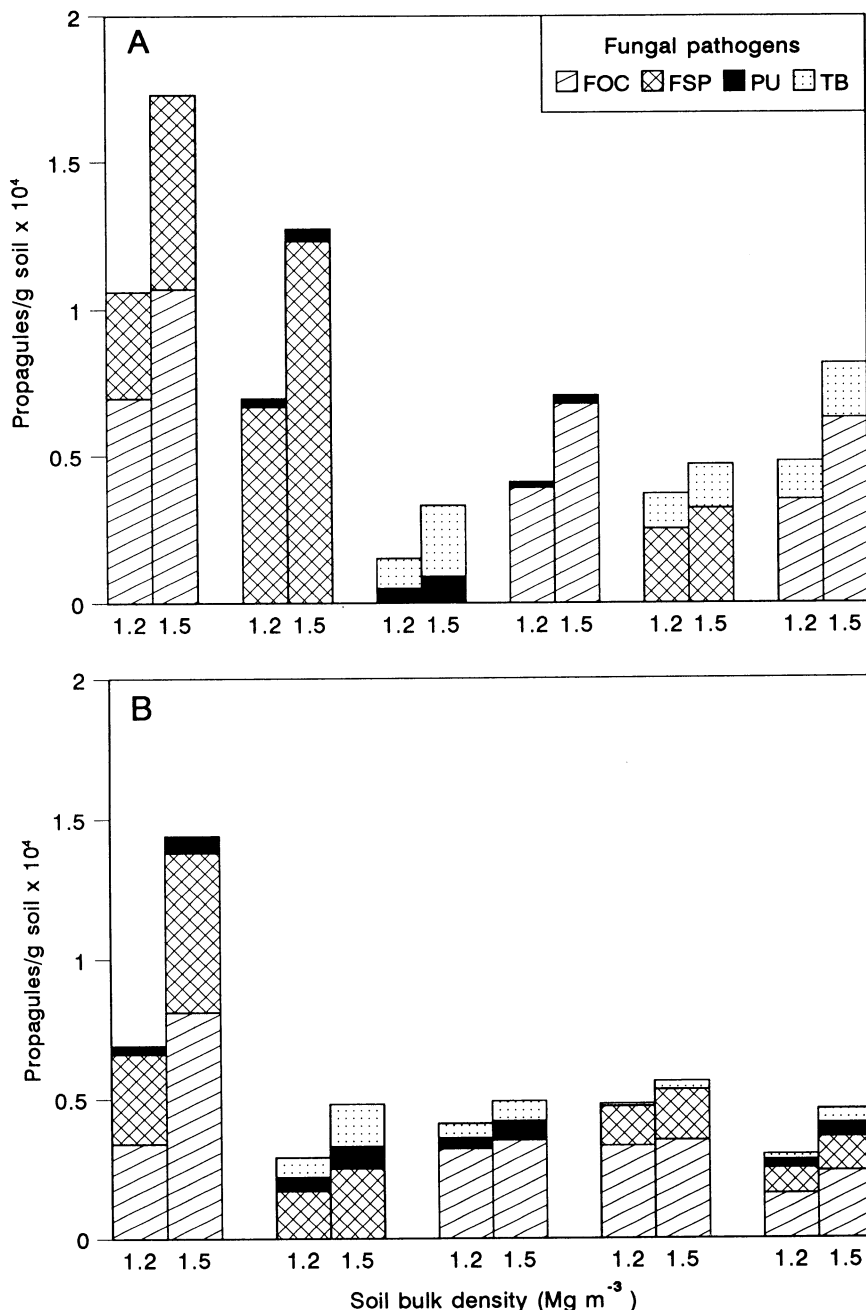 2
A
Fungal pathogens
FOC FSP PU TB
1.5
1
0.5
0
Propagules/g soil x 10⁴
1.2 1.5 1.2 1.5 1.2 1.5 1.2 1.5 1.2 1.5 1.2 1.5
2
B
1.5
1
0.5
0
Propagules/g soil x 10⁴
1.2 1.5 1.2 1.5 1.2 1.5 1.2 1.5 1.2 1.5
Soil bulk density (Mg m⁻³)